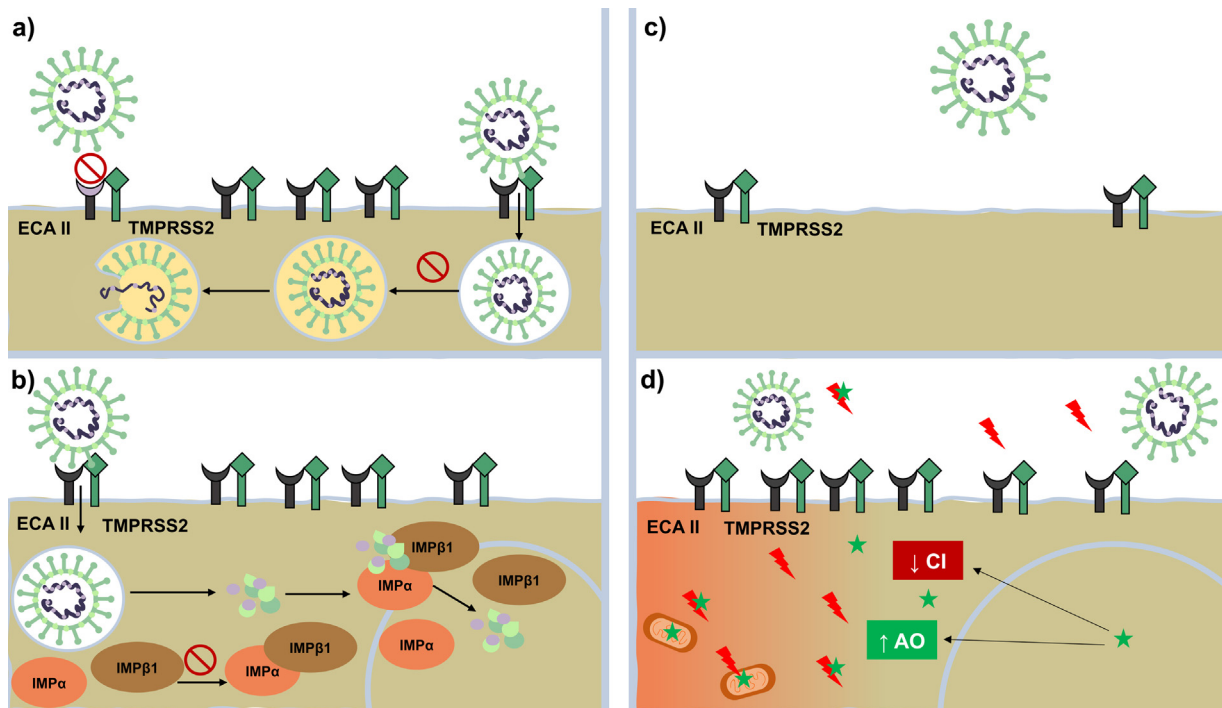 a)
ECA II
TMPRSS2
b)
ECA II
TMPRSS2
IMPβ1
IMPα
IMPβ1
IMPα
IMPβ1
IMPβ1
IMPα
IMPα
c)
ECA II
TMPRSS2
d)
ECA II
TMPRSS2
↓ CI
↑ AO